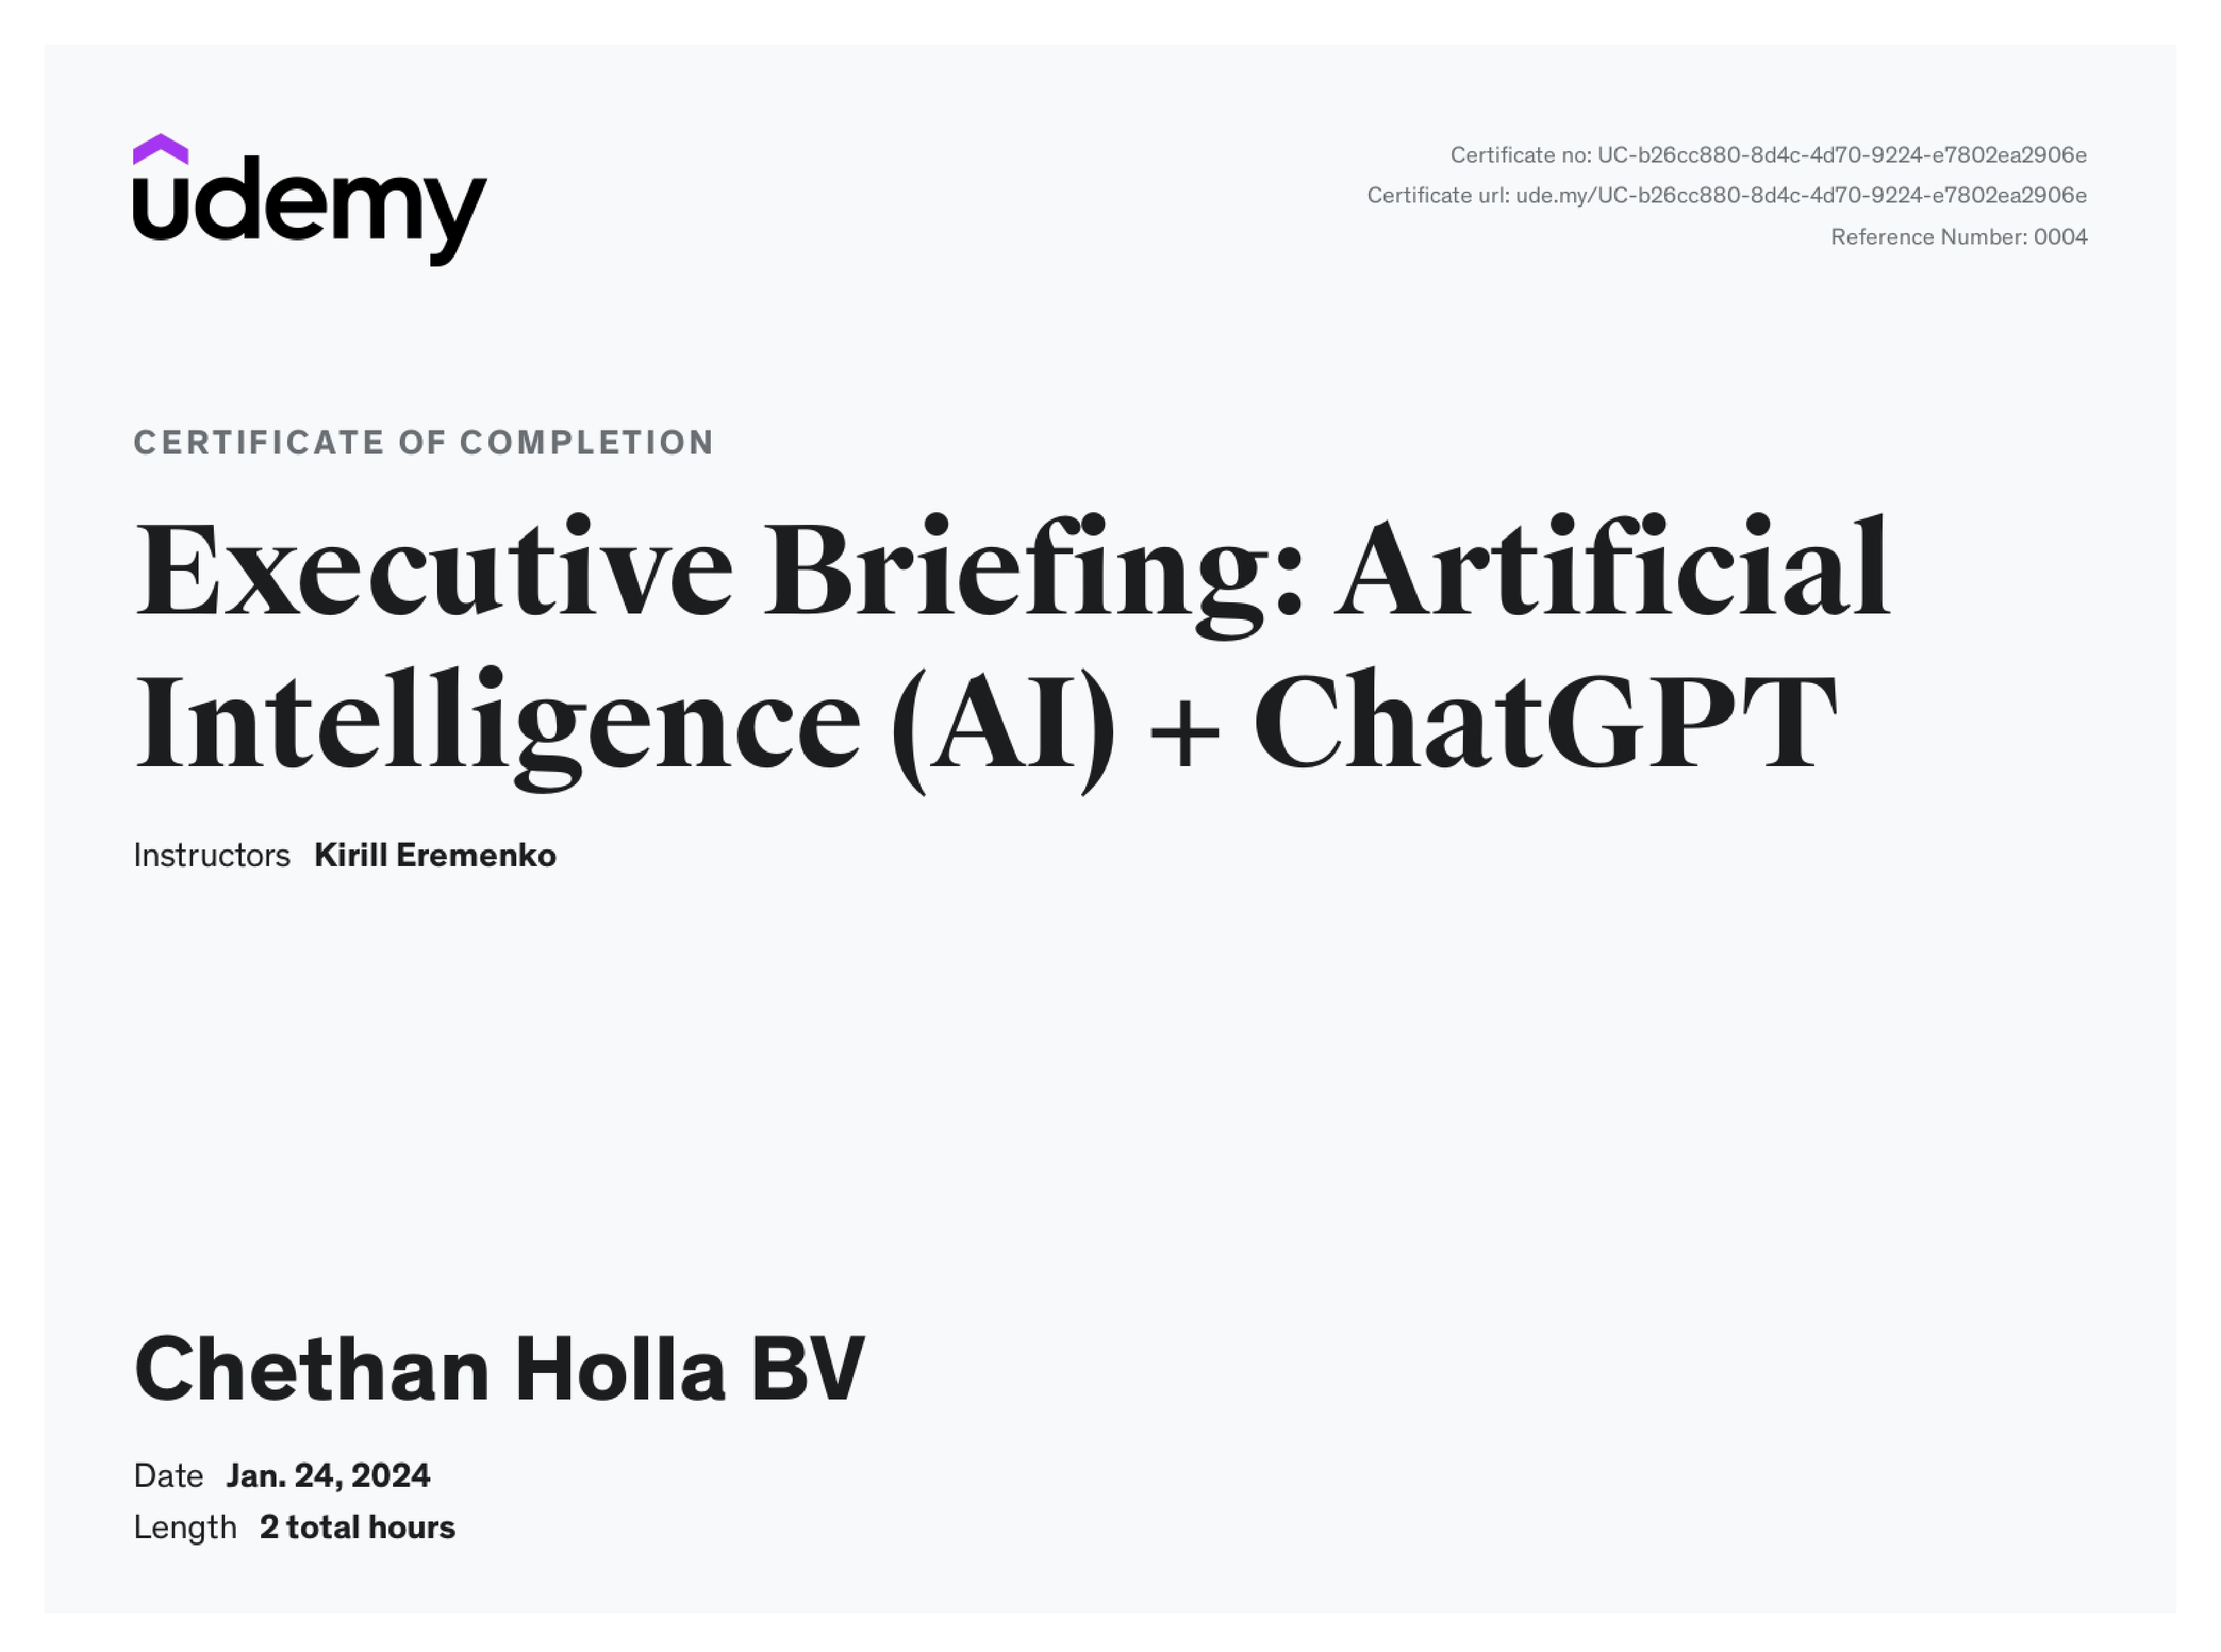 udemy
Certificate no: UC-b26cc880-8d4c-4d70-9224-e7802ea2906e
Certificate url: ude.my/UC-b26cc880-8d4c-4d70-9224-e7802ea2906e
Reference Number: 0004
CERTIFICATE OF COMPLETION
Executive Briefing: Artificial
Intelligence (AI) + ChatGPT
Instructors Kirill Eremenko
Chethan Holla BV
Date Jan. 24, 2024
Length 2 total hours